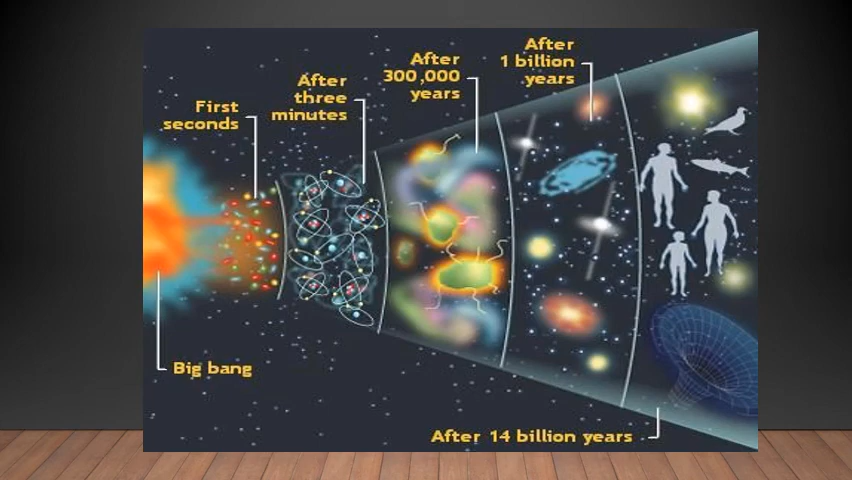 Big bang
First
seconds
After
three
minutes
After
300,000
years
After
1 billion
years
After 14 billion years